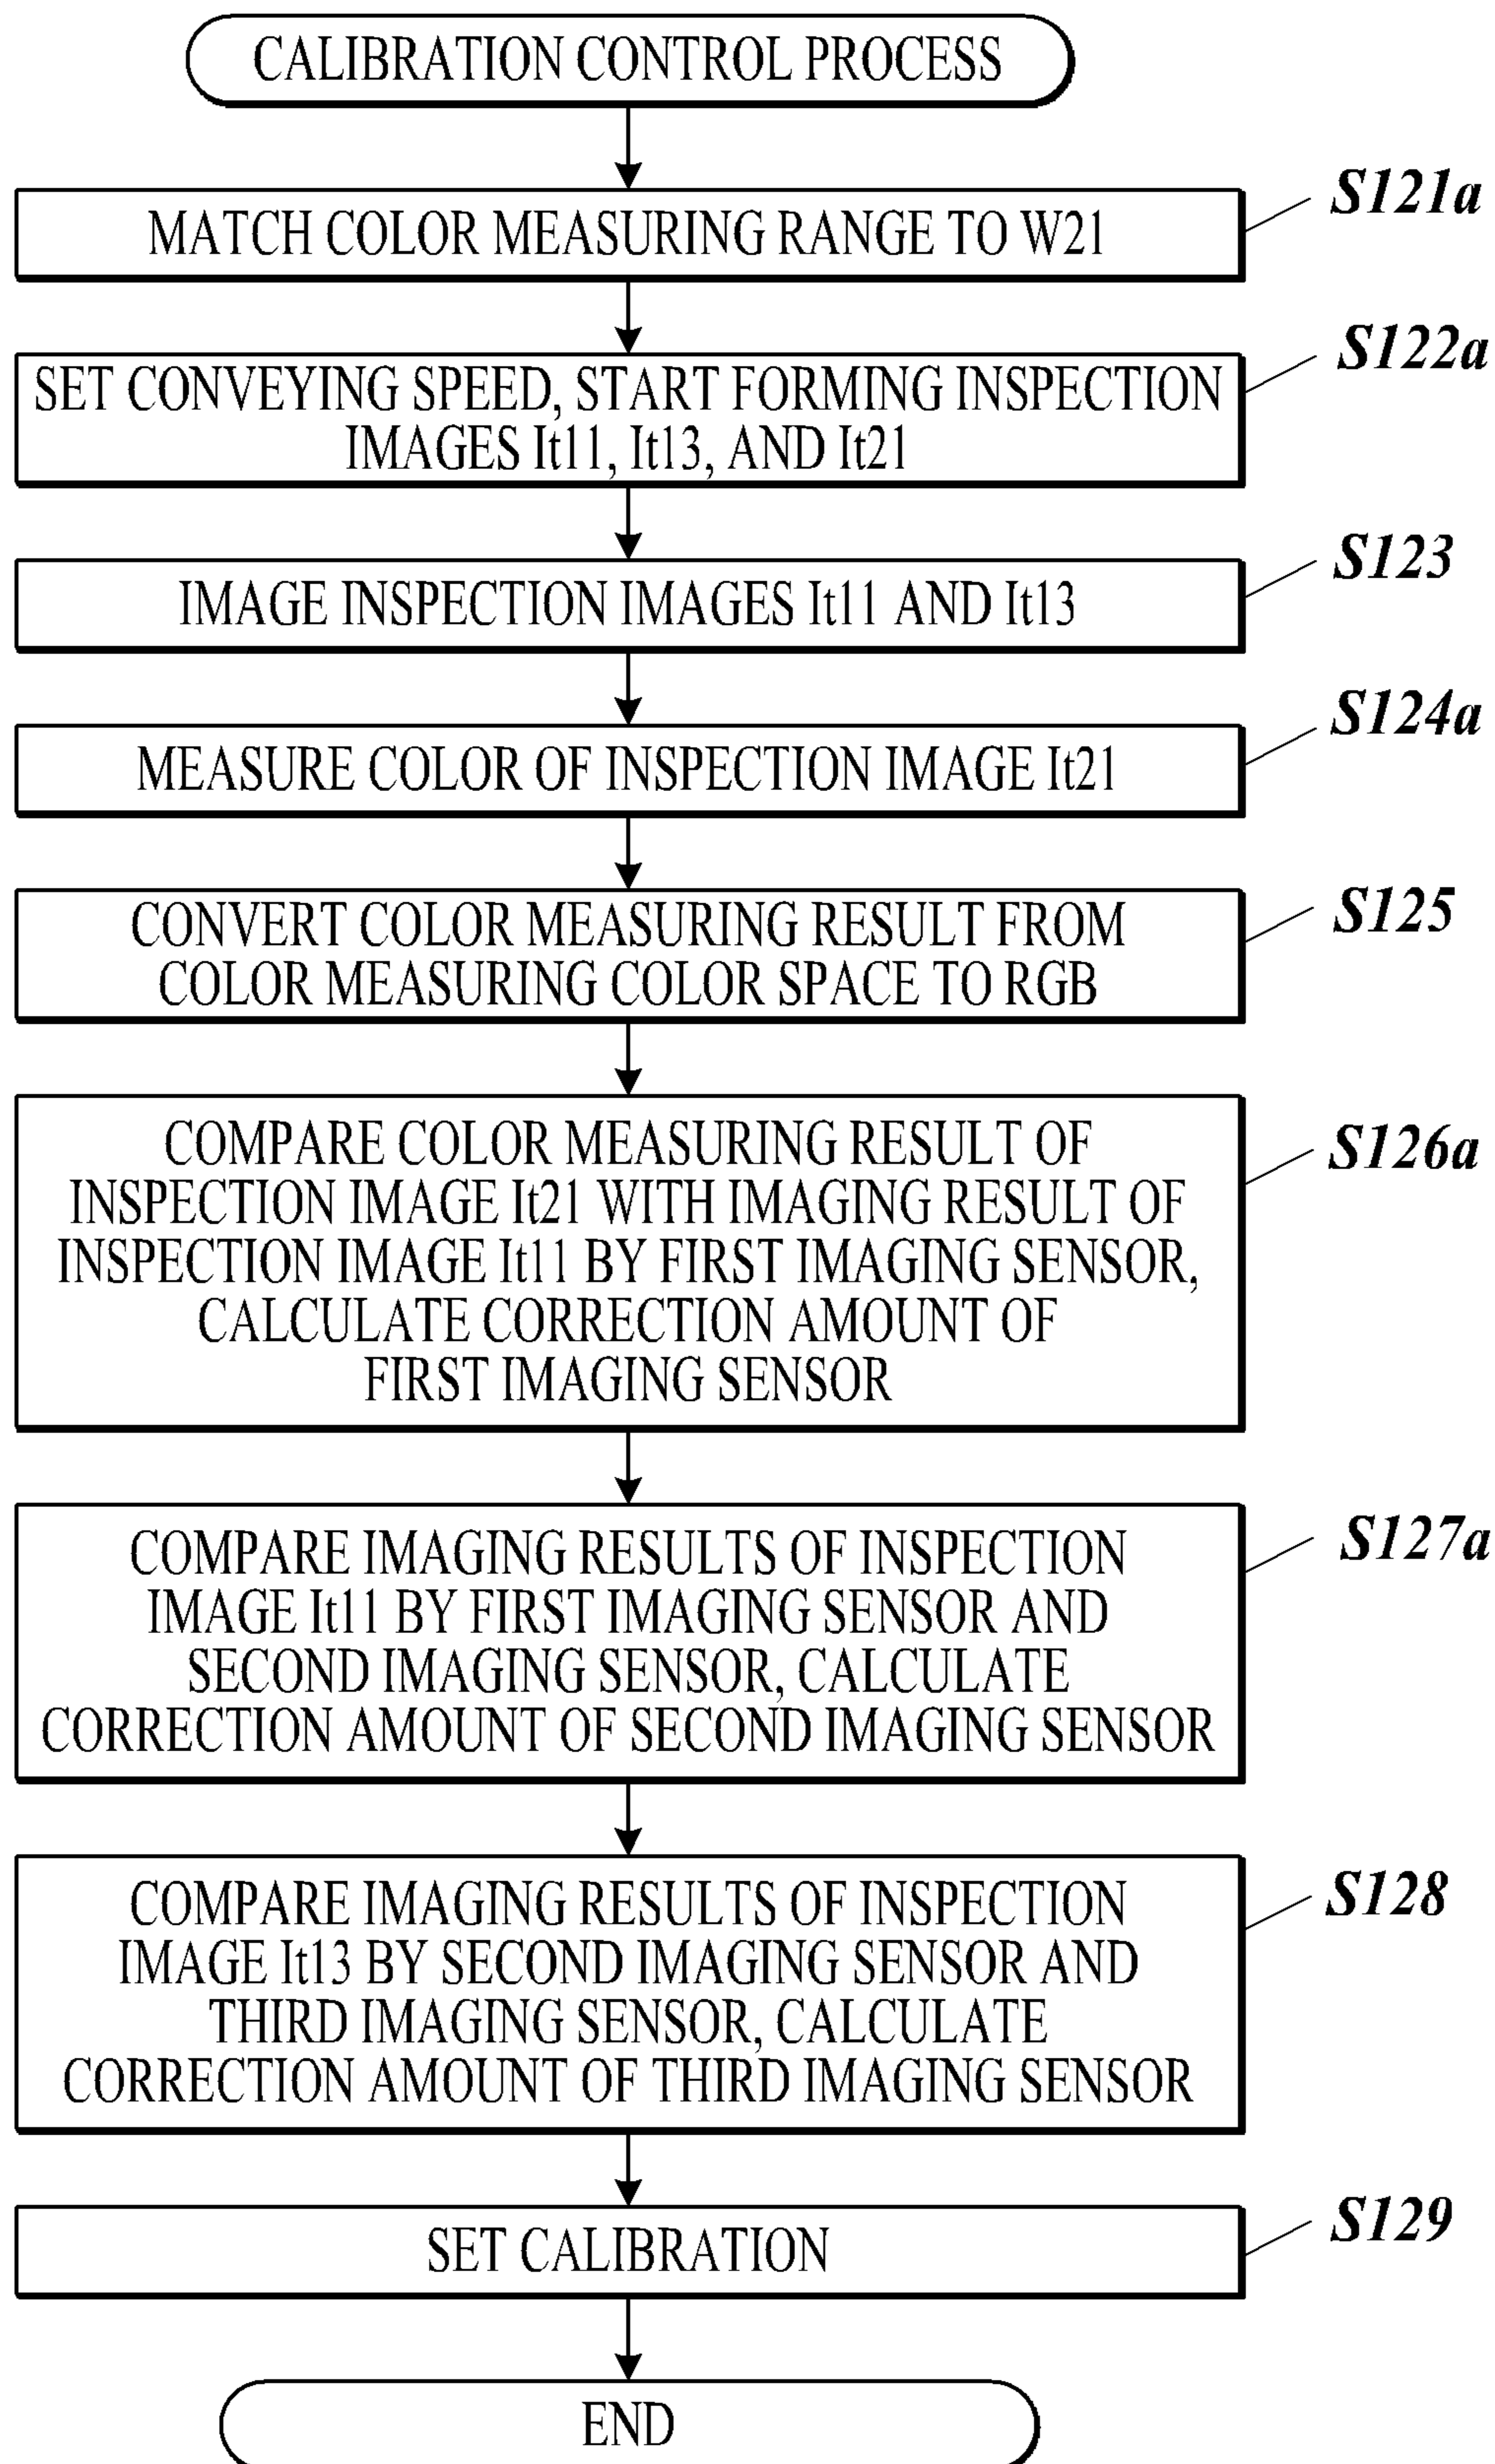 CALIBRATION CONTROL PROCESS
MATCH COLOR MEASURING RANGE TO W21
S121a
SET CONVEYING SPEED, START FORMING INSPECTION
IMAGES It11, It13, AND It21
S122a
IMAGE INSPECTION IMAGES It11 AND It13
S123
MEASURE COLOR OF INSPECTION IMAGE It21
S124a
CONVERT COLOR MEASURING RESULT FROM
COLOR MEASURING COLOR SPACE TO RGB
S125
COMPARE COLOR MEASURING RESULT OF
INSPECTION IMAGE It21 WITH IMAGING RESULT OF
INSPECTION IMAGE It11 BY FIRST IMAGING SENSOR,
CALCULATE CORRECTION AMOUNT OF
FIRST IMAGING SENSOR
S126a
COMPARE IMAGING RESULTS OF INSPECTION
IMAGE It11 BY FIRST IMAGING SENSOR AND
SECOND IMAGING SENSOR, CALCULATE
CORRECTION AMOUNT OF SECOND IMAGING SENSOR
S127a
COMPARE IMAGING RESULTS OF INSPECTION
IMAGE It13 BY SECOND IMAGING SENSOR AND
THIRD IMAGING SENSOR, CALCULATE
CORRECTION AMOUNT OF THIRD IMAGING SENSOR
S128
SET CALIBRATION
S129
END